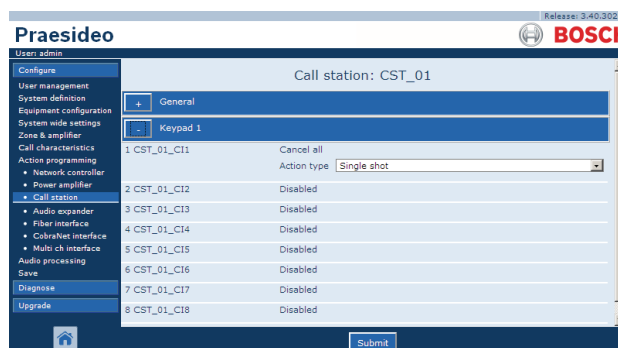 Release: 3.40.302
Praesideo
BOSCH
User: admin
Configure
User management
System definition
Equipment configuration
System wide settings
Zone & amplifier
Call characteristics
Action programming
• Network controller
• Power amplifier
• Call station
• Audio expander
• Fiber interface
• CobraNet interface
• Multi ch interface
Audio processing
Save
Diagnose
Upgrade
Call station: CST_01
+ General
- Keypad 1
1 CST_01_CI1 Cancel all
Action type Single shot
2 CST_01_CI2 Disabled
3 CST_01_CI3 Disabled
4 CST_01_CI4 Disabled
5 CST_01_CI5 Disabled
6 CST_01_CI6 Disabled
7 CST_01_CI7 Disabled
8 CST_01_CI8 Disabled
Submit